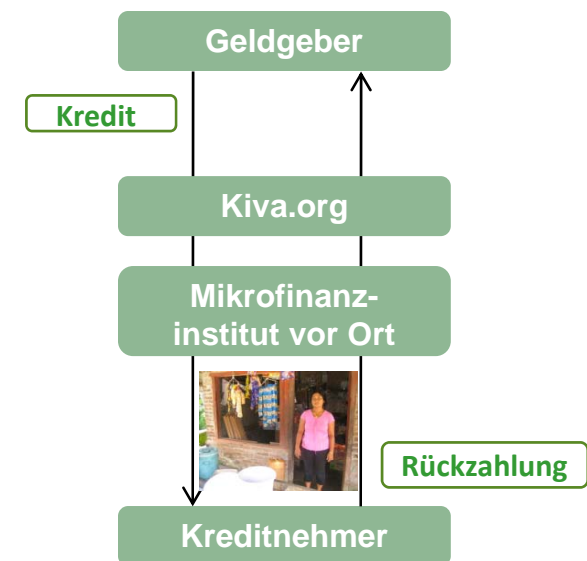 Geldgeber
Kredit
Kiva.org
Mikrofinanz-
institut vor Ort
Rückzahlung
Kreditnehmer